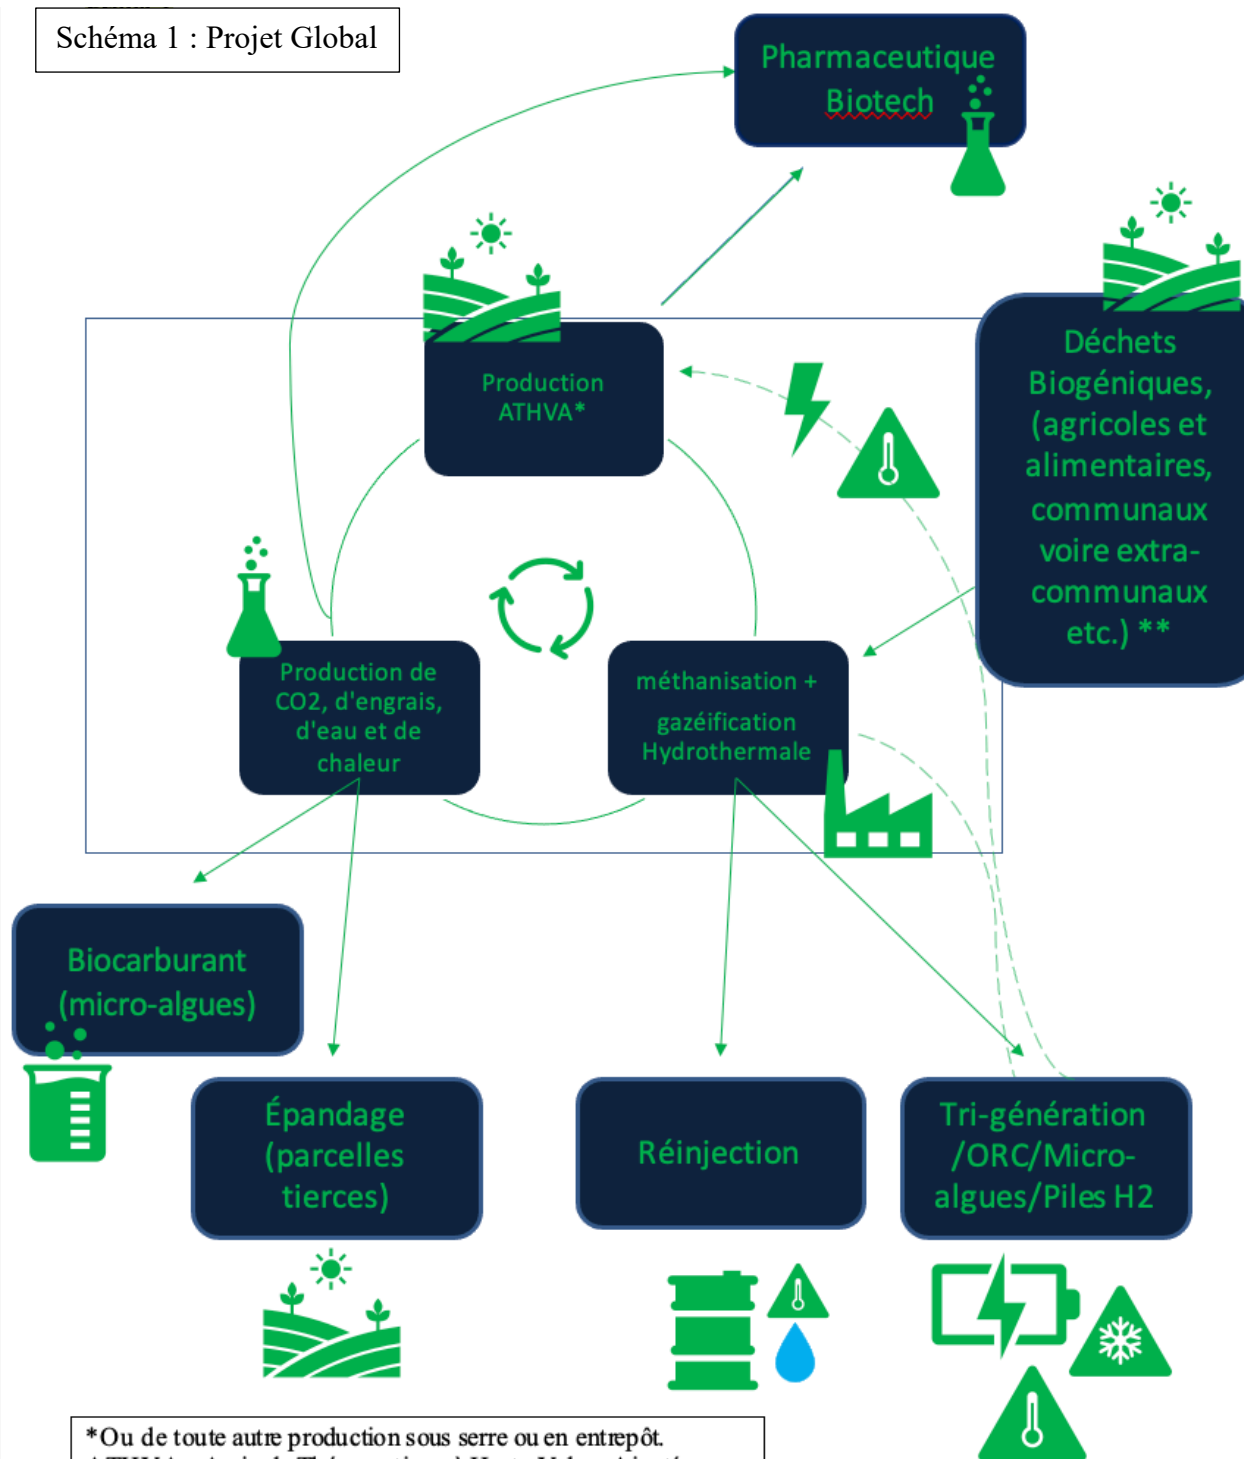 Schéma 1 : Projet Global
Pharmaceutique
Biotech
Production
ATHVA*
Déchets
Biogéniques,
(agricoles et
alimentaires,
communaux
voire extra-
communaux
etc.) **
Production de
CO2, d'engrais,
d'eau et de
chaleur
méthanisation +
gazéification
Hydrothermale
Biocarburant
(micro-algues)
Épandage
(parcelles
tierces)
Réinjection
Tri-génération
/ORC/Micro-
algues/Piles H2
*Ou de toute autre production sous serre ou en entrepôt.